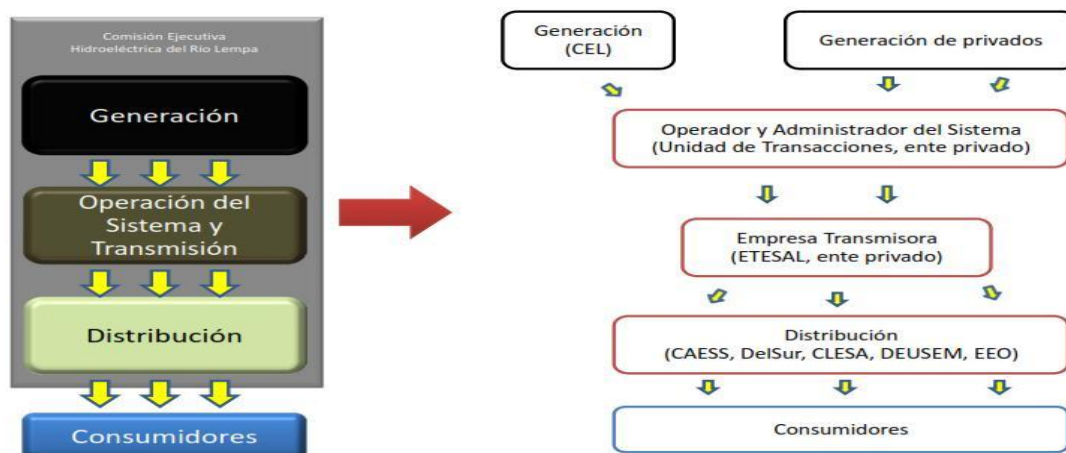 Comisión Ejecutiva
Hidroeléctrica del Río Lempa
Generación
Operación del
Sistema y
Transmisión
Distribución
Consumidores
Generación
(CEL)
Generación de privados
Operador y Administrador del Sistema
(Unidad de Transacciones, ente privado)
Empresa Transmisora
(ETESAL, ente privado)
Distribución
(CAESS, DelSur, CLESA, DEUSEM, EEO)
Consumidores